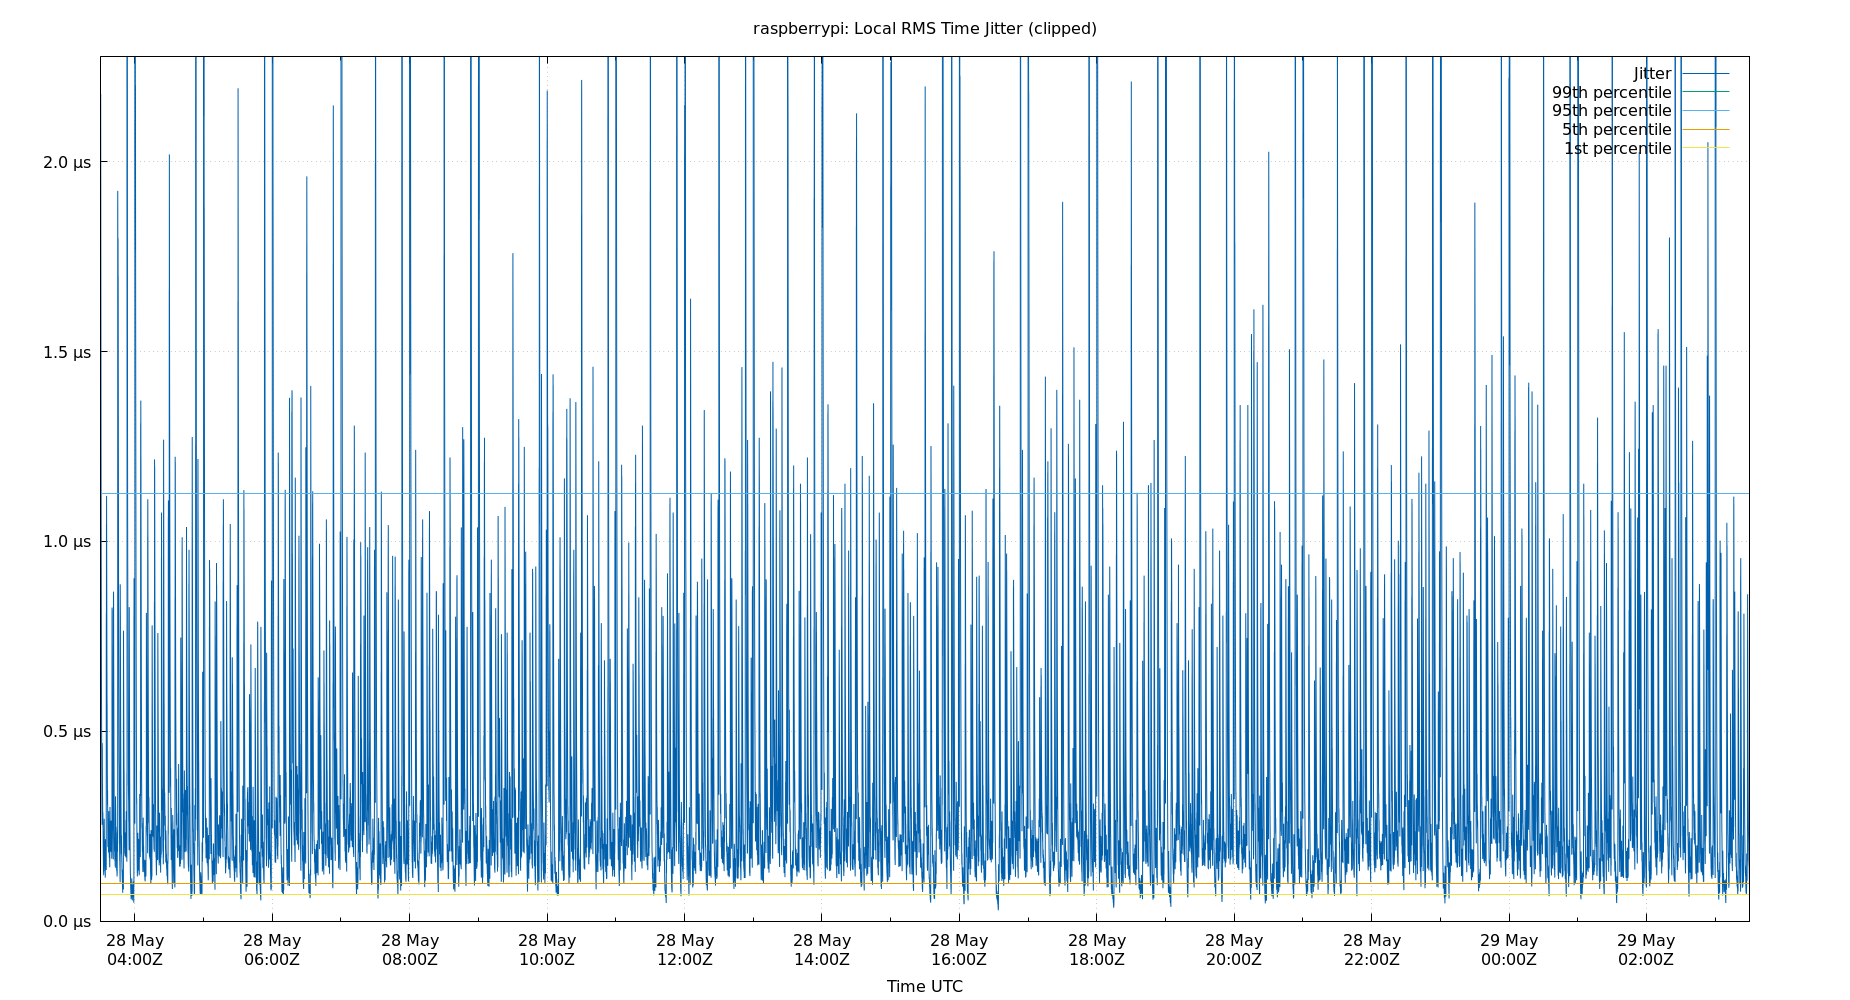 raspberrypi: Local RMS Time Jitter (clipped)
Jitter
99th percentile
95th percentile
5th percentile
1st percentile
2.0 µs
1.5 µs
1.0 µs
0.5 µs
0.0 µs
28 May 28 May 28 May 28 May 28 May 28 May 28 May 28 May 28 May 28 May 29 May 29 May
04:00Z 06:00Z 08:00Z 10:00Z 12:00Z 14:00Z 16:00Z 18:00Z 20:00Z 22:00Z 00:00Z 02:00Z
Time UTC